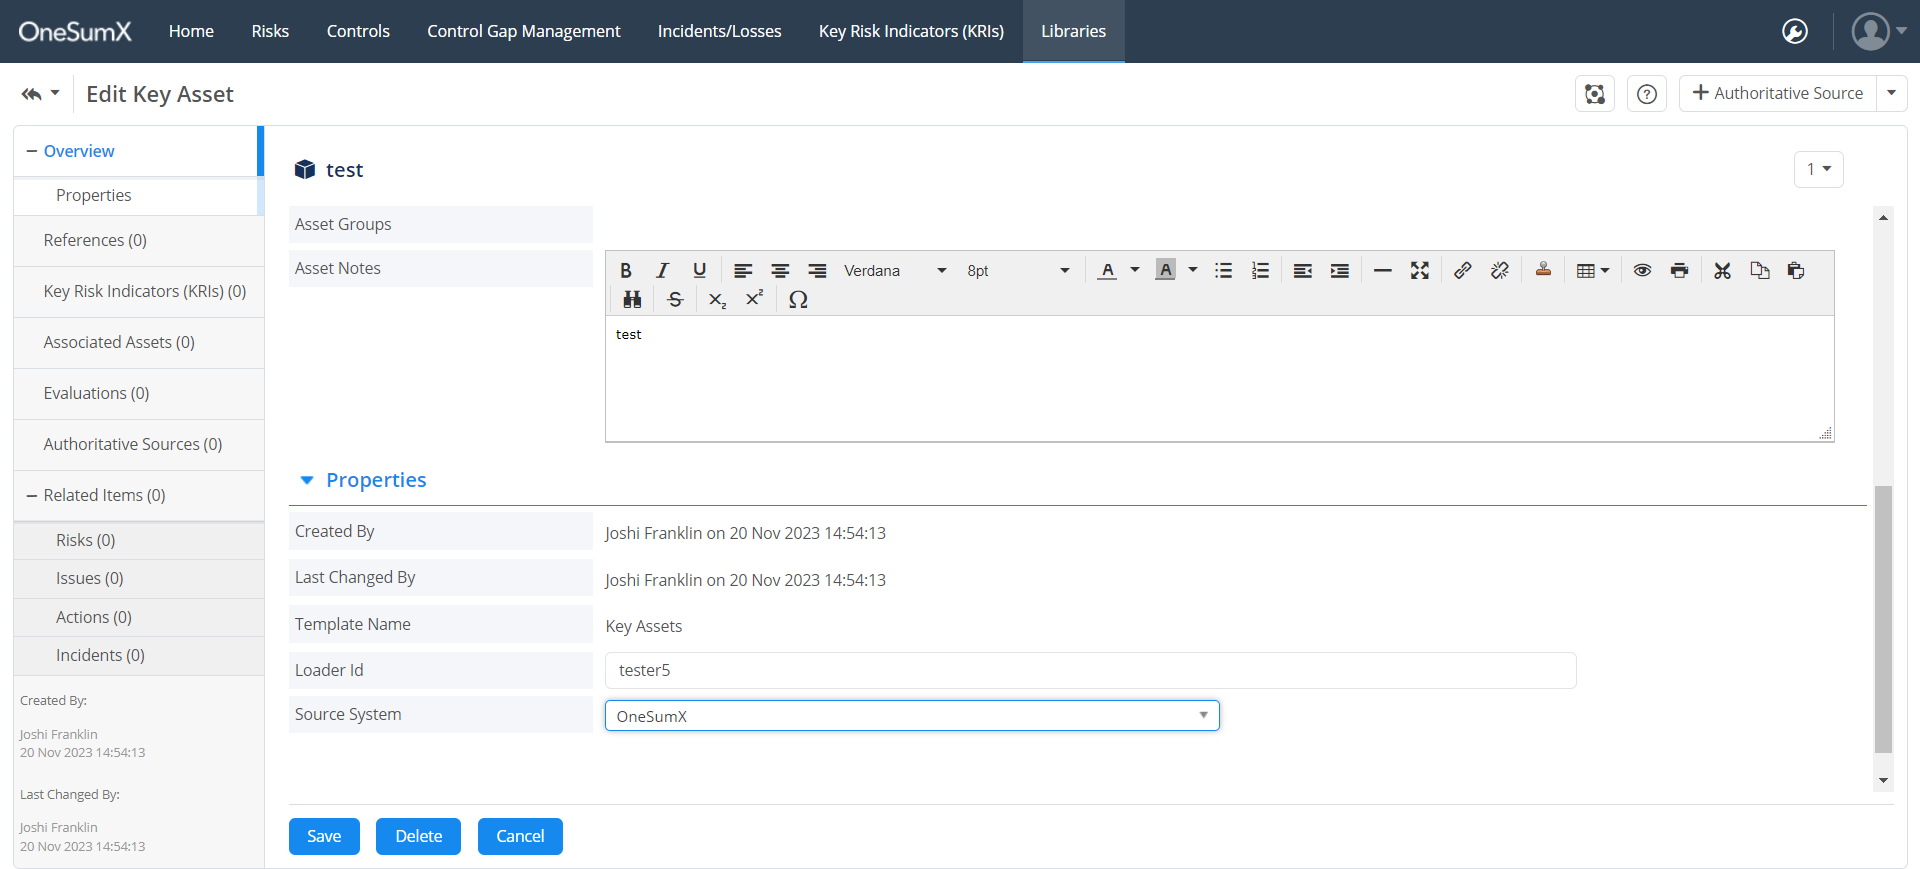 OneSumX Home Risks Controls Control Gap Management Incidents/Losses Key Risk Indicators (KRIs) Libraries
Edit Key Asset
Authoritative Source
Overview
Properties
References (0)
Key Risk Indicators (KRIs) (0)
Associated Assets (0)
Evaluations (0)
Authoritative Sources (0)
Related Items (0)
Risks (0)
Issues (0)
Actions (0)
Incidents (0)
Created By:
Joshi Franklin
20 Nov 2023 14:54:13
Last Changed By:
Joshi Franklin
20 Nov 2023 14:54:13
test
1
Asset Groups
Asset Notes
B I U Verdana 8pt A A
S X₂ X² Ω
test
Properties
Created By Joshi Franklin on 20 Nov 2023 14:54:13
Last Changed By Joshi Franklin on 20 Nov 2023 14:54:13
Template Name Key Assets
Loader Id tester5
Source System OneSumX
Save Delete Cancel